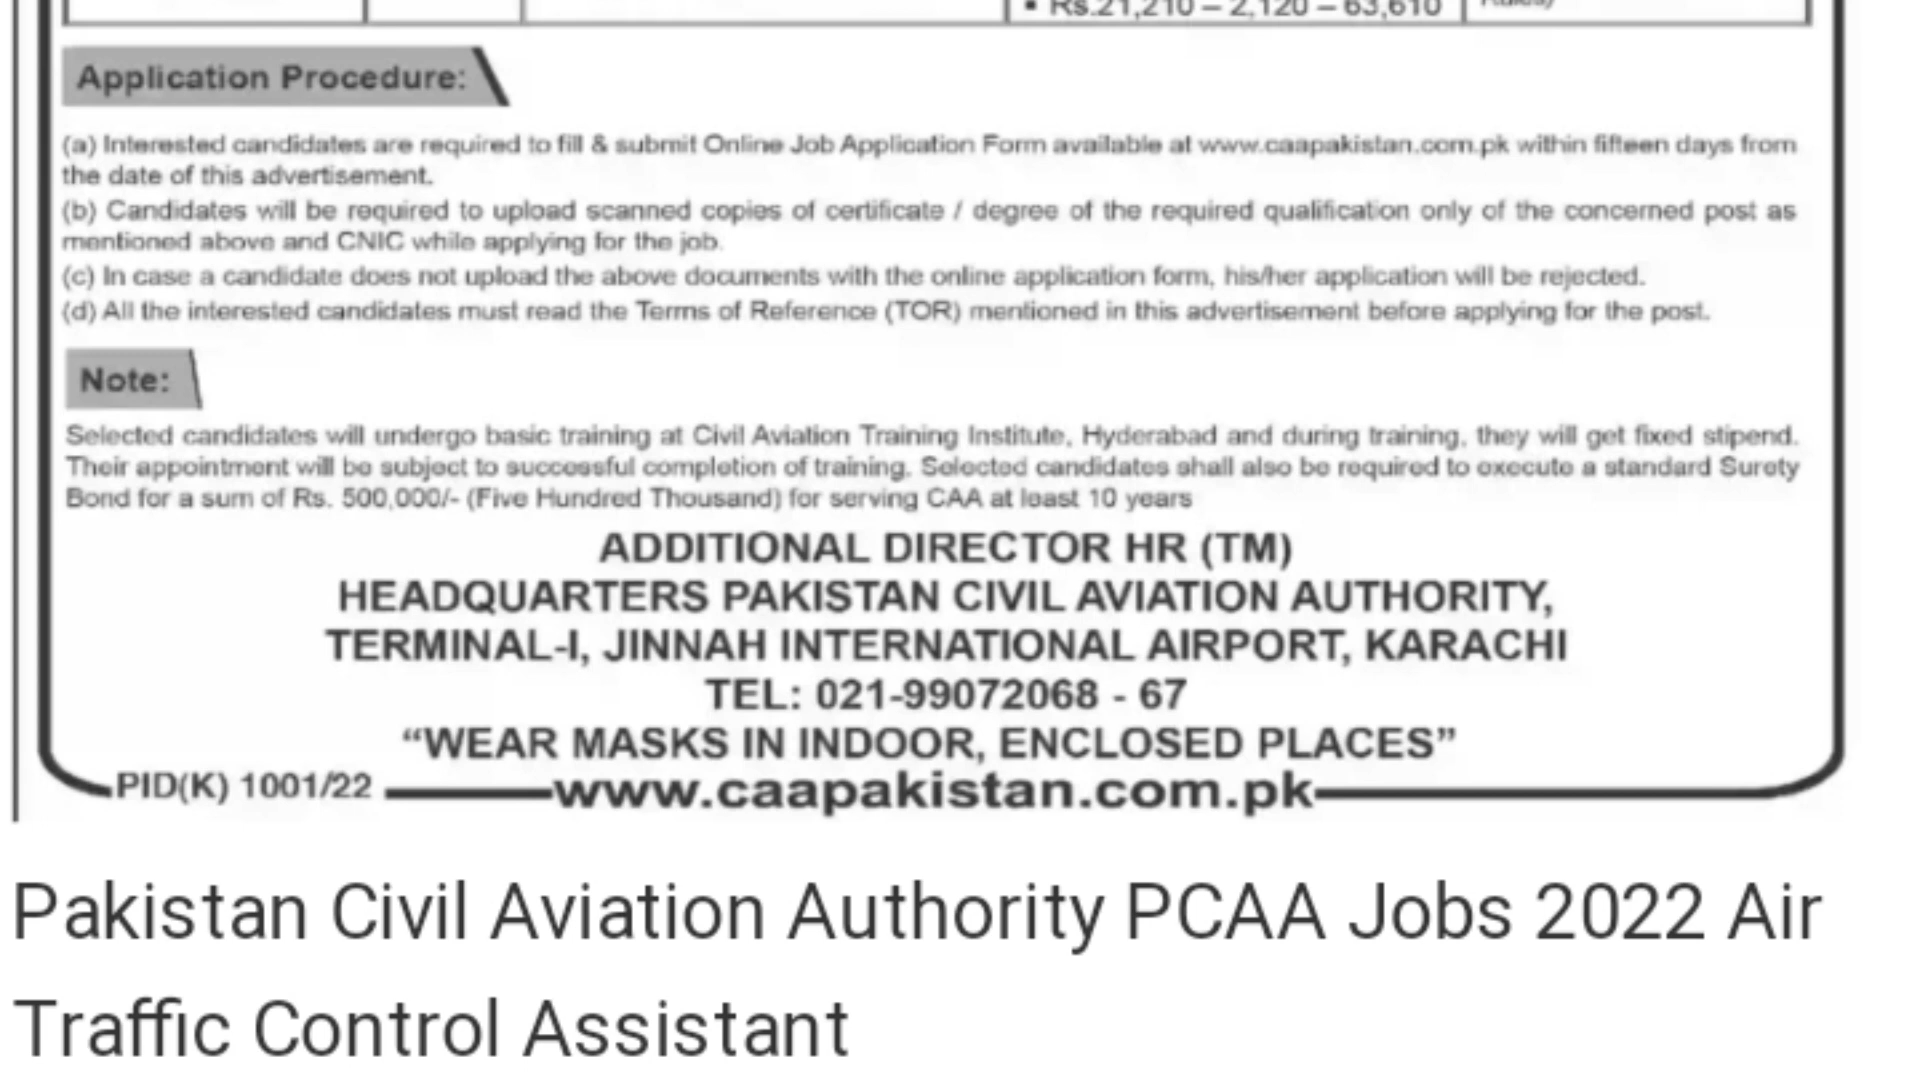 • Rs.21,210 – 2,120 – 63,610
Rules)
Application Procedure:
(a) Interested candidates are required to fill & submit Online Job Application Form available at www.caapakistan.com.pk within fifteen days from
the date of this advertisement.
(b) Candidates will be required to upload scanned copies of certificate / degree of the required qualification only of the concerned post as
mentioned above and CNIC while applying for the job.
(c) In case a candidate does not upload the above documents with the online application form, his/her application will be rejected.
(d) All the interested candidates must read the Terms of Reference (TOR) mentioned in this advertisement before applying for the post.
Note:
Selected candidates will undergo basic training at Civil Aviation Training Institute, Hyderabad and during training, they will get fixed stipend.
Their appointment will be subject to successful completion of training. Selected candidates shall also be required to execute a standard Surety
Bond for a sum of Rs. 500,000/- (Five Hundred Thousand) for serving CAA at least 10 years
ADDITIONAL DIRECTOR HR (TM)
HEADQUARTERS PAKISTAN CIVIL AVIATION AUTHORITY,
TERMINAL-I, JINNAH INTERNATIONAL AIRPORT, KARACHI
TEL: 021-99072068 - 67
“WEAR MASKS IN INDOOR, ENCLOSED PLACES”
PID(K) 1001/22
www.caapakistan.com.pk
Pakistan Civil Aviation Authority PCAA Jobs 2022 Air
Traffic Control Assistant